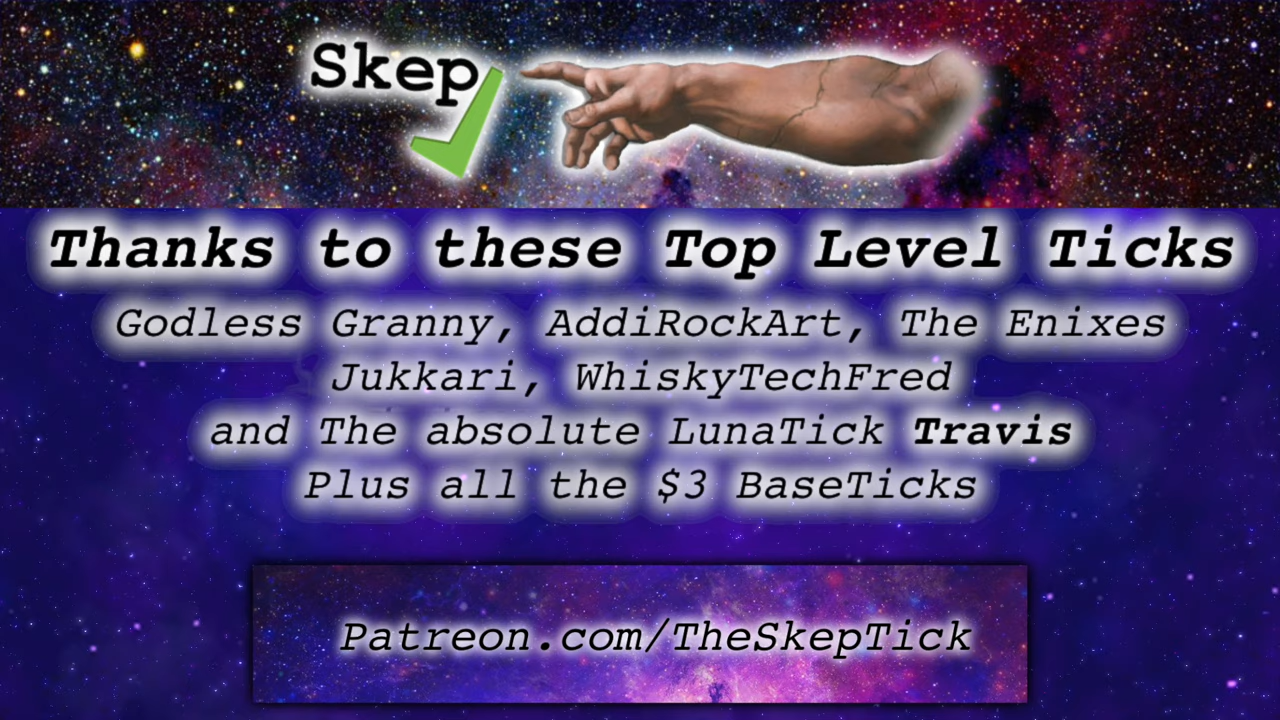 Skep
Thanks to these Top Level Ticks
Godless Granny, AddiRockArt, The Enixes
Jukkari, WhiskyTechFred
and The absolute LunaTick Travis
Plus all the $3 BaseTicks
Patreon.com/TheSkepTick